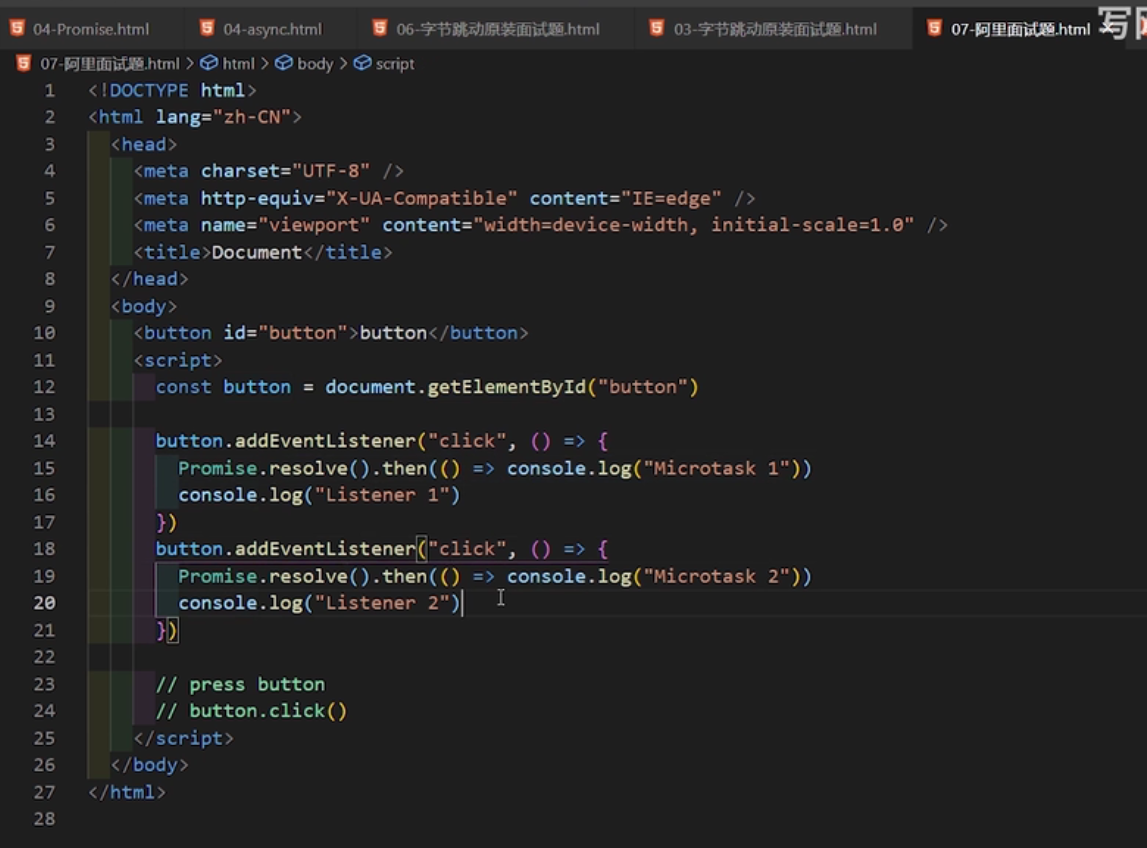 04-Promise.html 04-async.html 06-字节跳动原装面试题.html 03-字节跳动原装面试题.html 07-阿里面试题.html
07-阿里面试题.html > html > body > script
1 <!DOCTYPE html>
2 <html lang="zh-CN">
3 <head>
4 <meta charset="UTF-8" />
5 <meta http-equiv="X-UA-Compatible" content="IE=edge" />
6 <meta name="viewport" content="width=device-width, initial-scale=1.0" />
7 <title>Document</title>
8 </head>
9 <body>
10 <button id="button">button</button>
11 <script>
12 const button = document.getElementById("button")
13
14 button.addEventListener("click", () => {
15 Promise.resolve().then(() => console.log("Microtask 1"))
16 console.log("Listener 1")
17 })
18 button.addEventListener("click", () => {
19 Promise.resolve().then(() => console.log("Microtask 2"))
20 console.log("Listener 2")
21 })
22
23 // press button
24 // button.click()
25 </script>
26 </body>
27 </html>
28